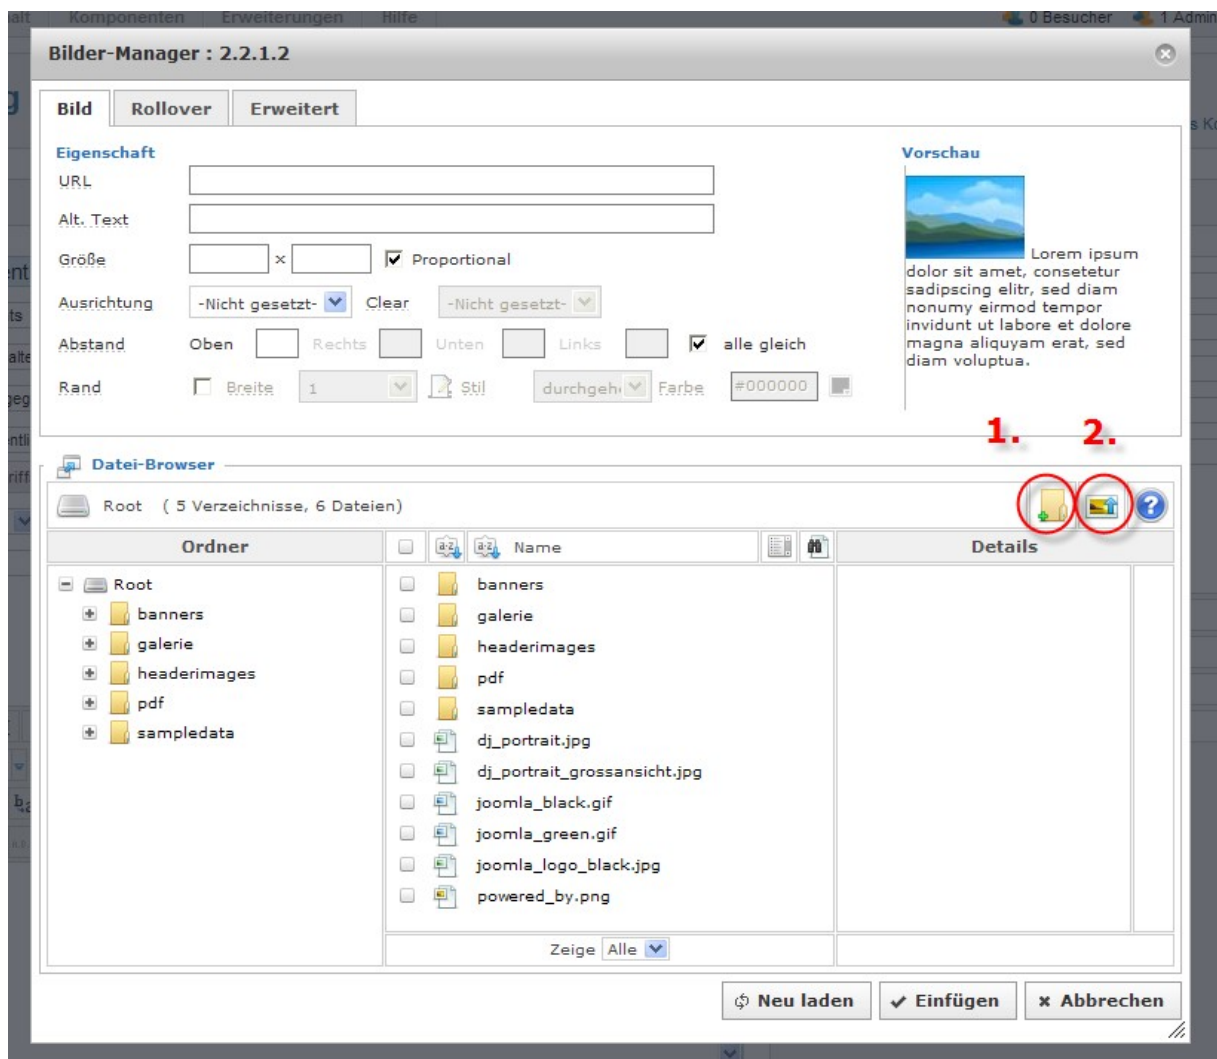 alt Komponenten Erweiterungen Hilfe 0 Besucher 1 Admin
Bilder-Manager : 2.2.1.2
Bild Rollover Erweitert
Eigenschaft Vorschau
URL
Alt. Text
Größe x Proportional
Lorem ipsum
dolor sit amet, consetetur
sadipscing elitr, sed diam
nonumy eirmod tempor
invidunt ut labore et dolore
magna aliquyam erat, sed
diam voluptua.
Ausrichtung -Nicht gesetzt- Clear -Nicht gesetzt-
Abstand Oben Rechts Unten Links alle gleich
Rand Breite 1 Stil durchgeh Farbe #000000
1. 2.
Datei-Browser
Root ( 5 Verzeichnisse, 6 Dateien) ?
Ordner Name Details
Root
banners
galerie
headerimages
pdf
sampledata
banners
galerie
headerimages
pdf
sampledata
dj_portrait.jpg
dj_portrait_grossansicht.jpg
joomla_black.gif
joomla_green.gif
joomla_logo_black.jpg
powered_by.png
Zeige Alle
Neu laden Einfügen Abbrechen